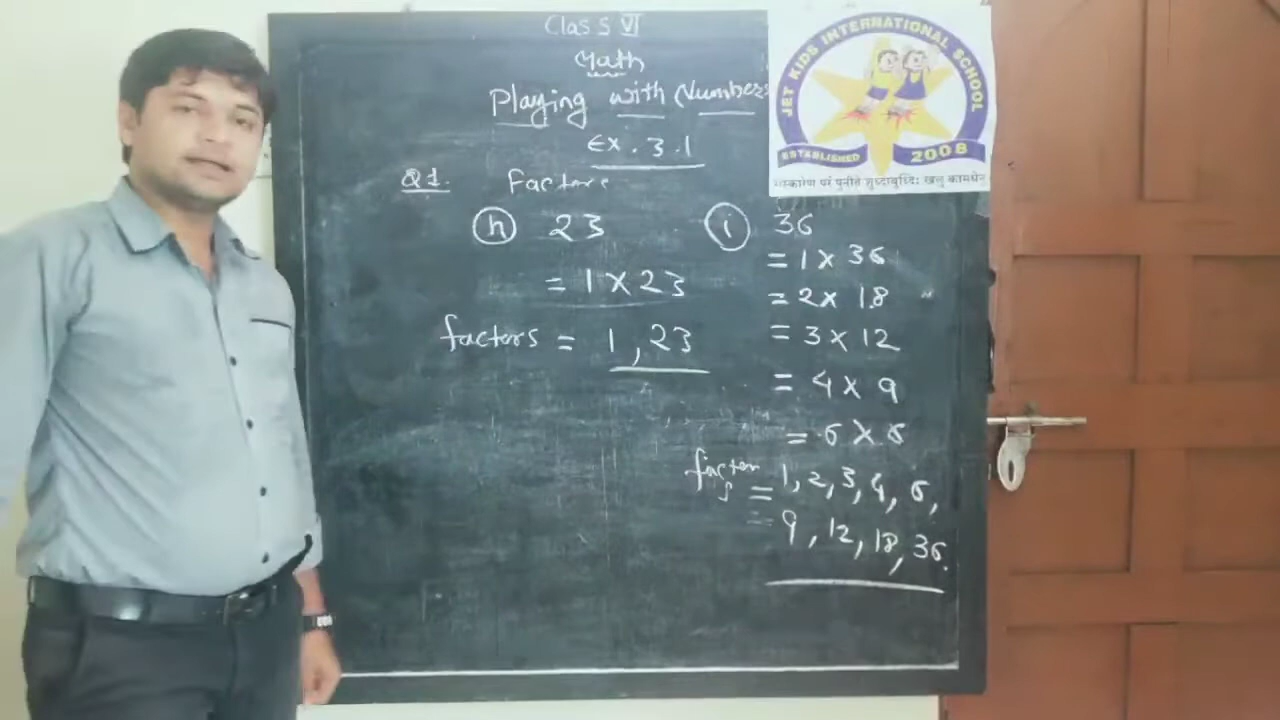 Class VI
Math
Playing with Numbers
Ex. 3.1
Q1. Factors
h 23
= 1 × 23
factors = 1, 23
i 36
= 1 × 36
= 2 × 18
= 3 × 12
= 4 × 9
= 6 × 6
factors = 1, 2, 3, 4, 6,
= 9, 12, 18, 36.
JET KIDS INTERNATIONAL SCHOOL
ESTABLISHED 2008